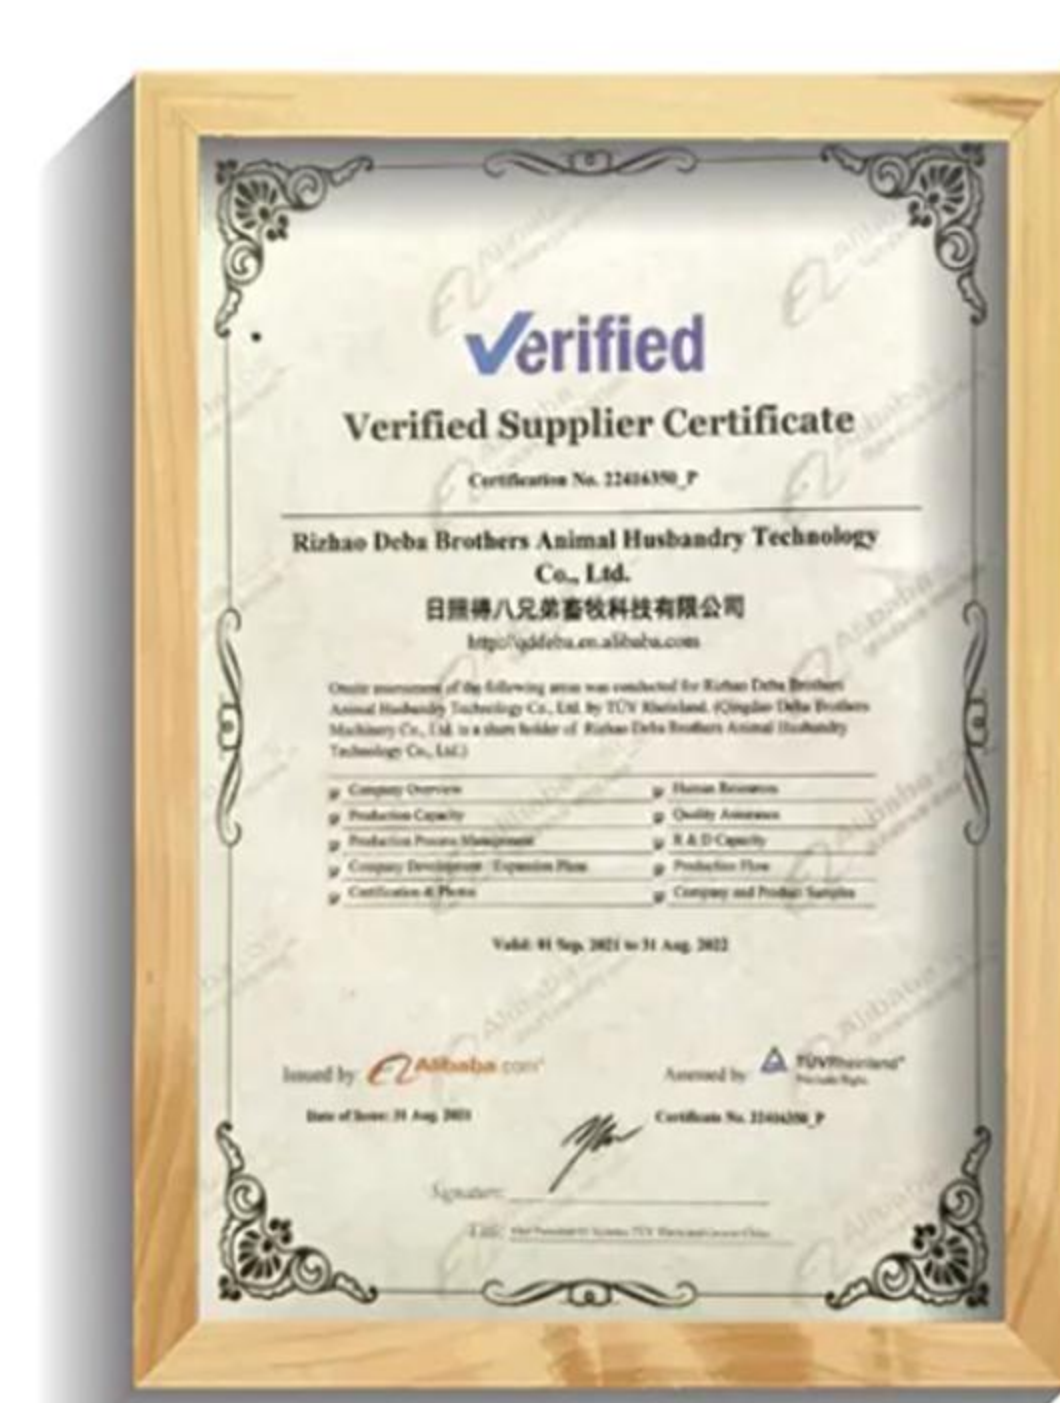 Verified
Verified Supplier Certificate
Certification No. 22416350_P
Rizhao Deba Brothers Animal Husbandry Technology
Co., Ltd.
日照得八兄弟畜牧科技有限公司
http://qddeba.en.alibaba.com
Onsite assessment of the following areas was conducted for Rizhao Deba Brothers
Animal Husbandry Technology Co., Ltd. by TÜV Rheinland. (Qingdao Deba Brothers
Machinery Co., Ltd. is a share holder of Rizhao Deba Brothers Animal Husbandry
Technology Co., Ltd.)
Company Overview
Human Resources
Production Capacity
Quality Assurance
Production Process Management
R & D Capacity
Company Development / Expansion Plans
Production Flow
Certification & Photos
Company and Product Samples
Valid: 01 Sep. 2021 to 31 Aug. 2022
Issued by Alibaba.com
Assessed by TÜVRheinland
Precisely Right.
Date of Issue: 31 Aug. 2021
Certificate No. 22416350_P
Signature:
Title: